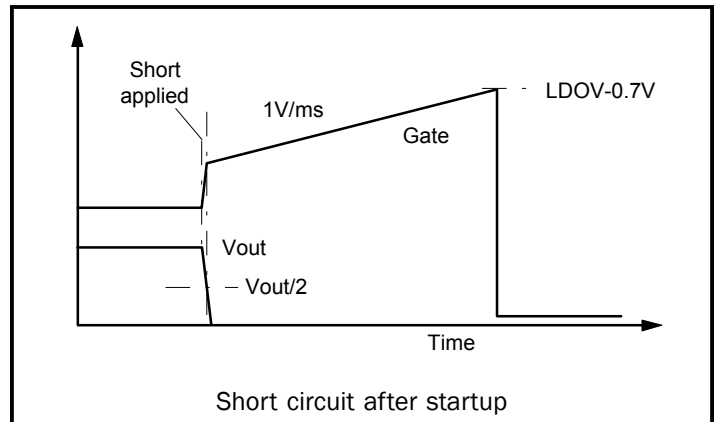 Short
applied
1V/ms
LDOV-0.7V
Gate
Vout
Vout/2
Time
Short circuit after startup